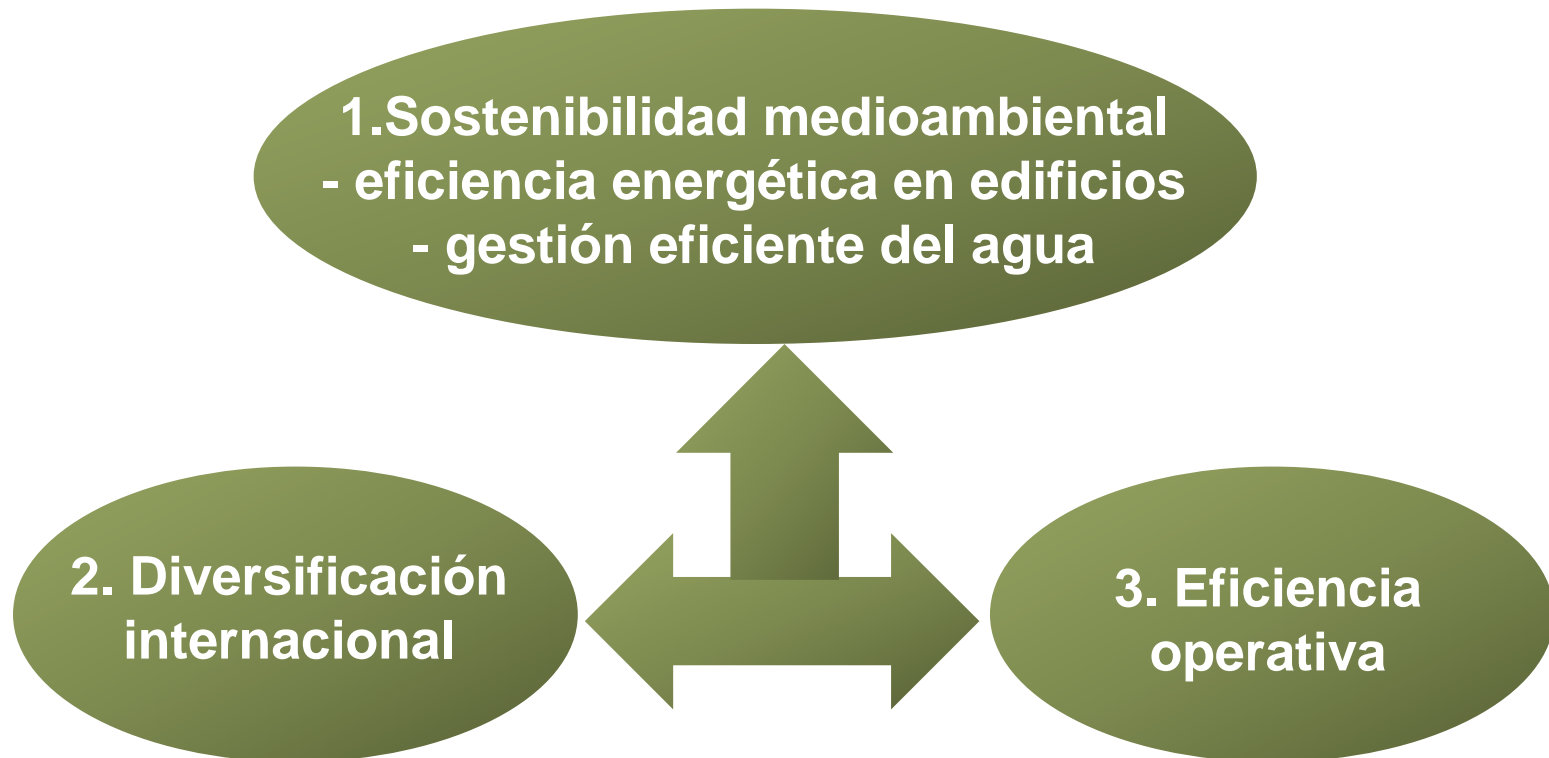 1.Sostenibilidad medioambiental
- eficiencia energética en edificios
- gestión eficiente del agua
2. Diversificación
internacional
3. Eficiencia
operativa